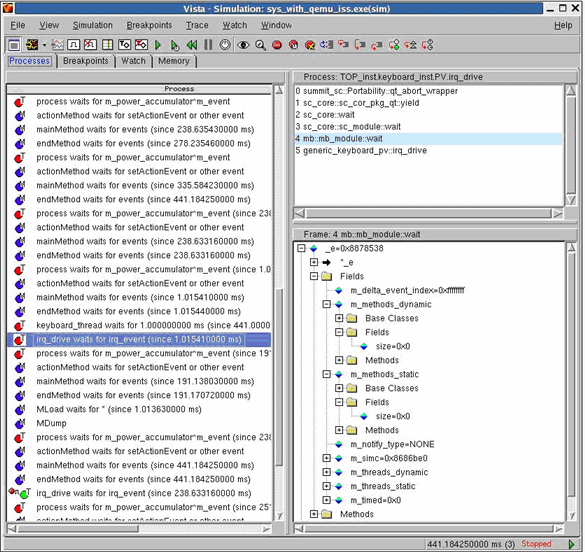 Vista - Simulation: sys_with_qemu_iss.exe(sim)
File View Simulation Breakpoints Trace Watch Window Help
Processes Breakpoints Watch Memory
Process
process waits for m_power_accumulator^m_event
actionMethod waits for setActionEvent or other event
mainMethod waits for events (since 238.635430000 ms)
endMethod waits for events (since 278.235460000 ms)
process waits for m_power_accumulator^m_event
actionMethod waits for setActionEvent or other event
mainMethod waits for events (since 335.584230000 ms)
endMethod waits for events (since 441.184250000 ms)
process waits for m_power_accumulator^m_event (since 238
actionMethod waits for setActionEvent or other event
mainMethod waits for events (since 238.633160000 ms)
endMethod waits for events (since 238.633160000 ms)
process waits for m_power_accumulator^m_event (since 1.0
actionMethod waits for setActionEvent or other event
mainMethod waits for events (since 1.015410000 ms)
endMethod waits for events (since 1.015440000 ms)
keyboard_thread waits for 1.000000000 ms (since 441.0000
irq_drive waits for irq_event (since 1.015410000 ms)
process waits for m_power_accumulator^m_event (since 19
actionMethod waits for setActionEvent or other event
mainMethod waits for events (since 191.138030000 ms)
endMethod waits for events (since 191.170720000 ms)
MLoad waits for * (since 1.013630000 ms)
MDump
process waits for m_power_accumulator^m_event (since 238
actionMethod waits for setActionEvent or other event
mainMethod waits for events (since 441.184250000 ms)
endMethod waits for events (since 441.184250000 ms)
irq_drive waits for irq_event (since 238.633160000 ms)
process waits for m_power_accumulator^m_event (since 25
actionMethod waits for setActionEvent or other event
Process: TOP_inst.keyboard_inst.PV.irq_drive
0 summit_sc::Portability::qt_abort_wrapper
1 sc_core::sc_cor_pkg_qt::yield
2 sc_core::wait
3 sc_core::sc_module::wait
4 mb::mb_module::wait
5 generic_keyboard_pv::irq_drive
Frame: 4 mb::mb_module::wait
_e=0x8878538
*_e
Fields
m_delta_event_index=0xffffffff
m_methods_dynamic
Base Classes
Fields
size=0x0
Methods
m_methods_static
Base Classes
Fields
size=0x0
Methods
m_notify_type=NONE
m_simc=0x8686be0
m_threads_dynamic
m_threads_static
m_timed=0x0
Methods
441.184250000 ms (3) Stopped